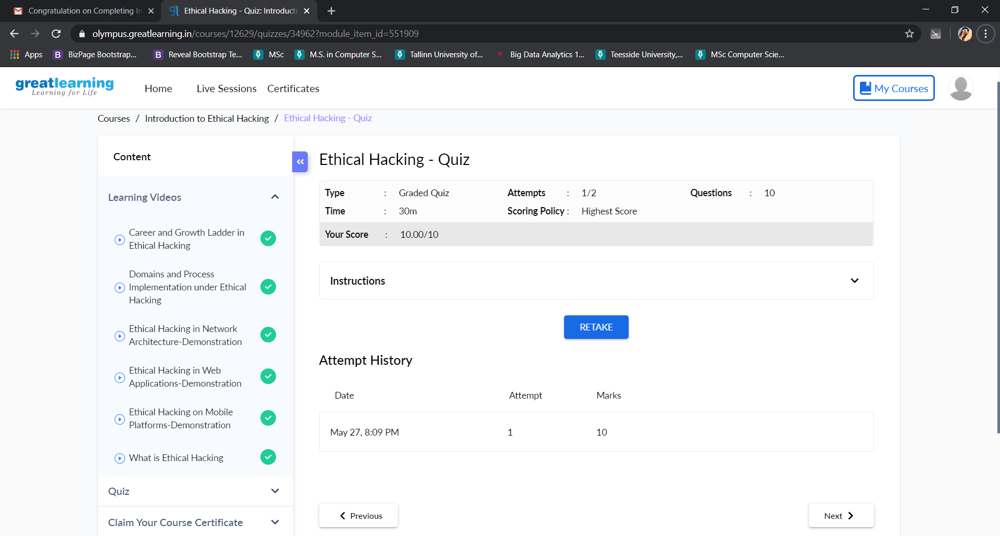 Congratulation on Completing In
Ethical Hacking - Quiz: Introducti
olympus.greatlearning.in/courses/12629/quizzes/34962?module_item_id=551909
Apps
BizPage Bootstrap...
Reveal Bootstrap Te...
MSc
M.S. in Computer S...
Tallinn University of...
Big Data Analytics 1...
Teesside University,...
MSc Computer Scie...
greatlearning
Learning for Life
Home
Live Sessions
Certificates
My Courses
Courses / Introduction to Ethical Hacking / Ethical Hacking - Quiz
Content
Learning Videos
Career and Growth Ladder in
Ethical Hacking
Domains and Process
Implementation under Ethical
Hacking
Ethical Hacking in Network
Architecture-Demonstration
Ethical Hacking in Web
Applications-Demonstration
Ethical Hacking on Mobile
Platforms-Demonstration
What is Ethical Hacking
Quiz
Claim Your Course Certificate
Ethical Hacking - Quiz
Type : Graded Quiz Attempts : 1/2 Questions : 10
Time : 30m Scoring Policy : Highest Score
Your Score : 10.00/10
Instructions
RETAKE
Attempt History
Date Attempt Marks
May 27, 8:09 PM 1 10
Previous
Next